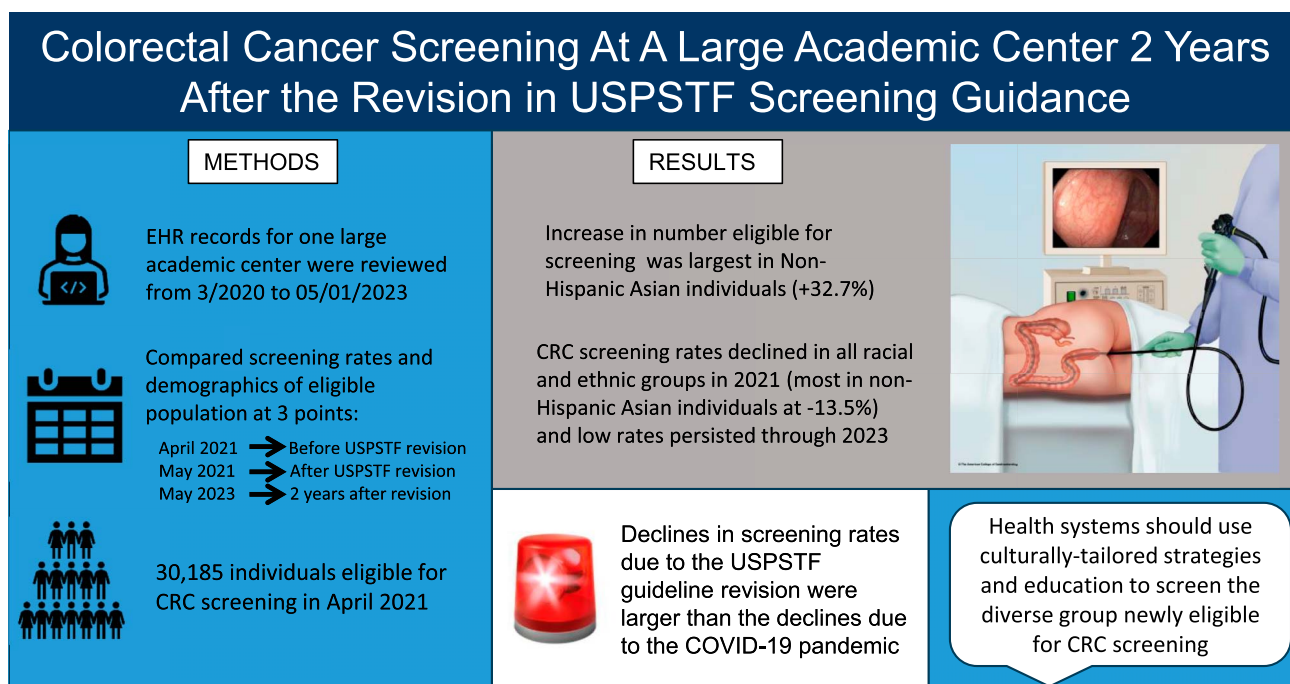 Colorectal Cancer Screening At A Large Academic Center 2 Years
After the Revision in USPSTF Screening Guidance
METHODS
EHR records for one large
academic center were reviewed
from 3/2020 to 05/01/2023
Compared screening rates and
demographics of eligible
population at 3 points:
April 2021 → Before USPSTF revision
May 2021 → After USPSTF revision
May 2023 → 2 years after revision
30,185 individuals eligible for
CRC screening in April 2021
RESULTS
Increase in number eligible for
screening was largest in Non-
Hispanic Asian individuals (+32.7%)
CRC screening rates declined in all racial
and ethnic groups in 2021 (most in non-
Hispanic Asian individuals at -13.5%)
and low rates persisted through 2023
© The American College of Gastroenterology
Declines in screening rates
due to the USPSTF
guideline revision were
larger than the declines due
to the COVID-19 pandemic
Health systems should use
culturally-tailored strategies
and education to screen the
diverse group newly eligible
for CRC screening